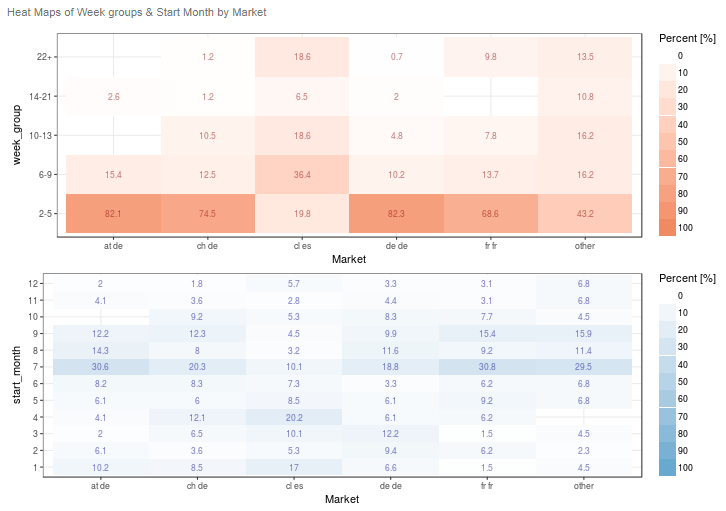 Heat Maps of Week groups & Start Month by Market
22+ 1.2 18.6 0.7 9.8 13.5
14-21 2.6 1.2 6.5 2 10.8
10-13 10.5 18.6 4.8 7.8 16.2
6-9 15.4 12.5 36.4 10.2 13.7 16.2
2-5 82.1 74.5 19.8 82.3 68.6 43.2
week_group
at de ch de cl es de de fr fr other
Market
Percent [%]
0
10
20
30
40
50
60
70
80
90
100
12 2 1.8 5.7 3.3 3.1 6.8
11 4.1 3.6 2.8 4.4 3.1 6.8
10 9.2 5.3 8.3 7.7 4.5
9 12.2 12.3 4.5 9.9 15.4 15.9
8 14.3 8 3.2 11.6 9.2 11.4
7 30.6 20.3 10.1 18.8 30.8 29.5
6 8.2 8.3 7.3 3.3 6.2 6.8
5 6.1 6 8.5 6.1 9.2 6.8
4 4.1 12.1 20.2 6.1 6.2
3 2 6.5 10.1 12.2 1.5 4.5
2 6.1 3.6 5.3 9.4 6.2 2.3
1 10.2 8.5 17 6.6 1.5 4.5
start_month
at de ch de cl es de de fr fr other
Market
Percent [%]
0
10
20
30
40
50
60
70
80
90
100